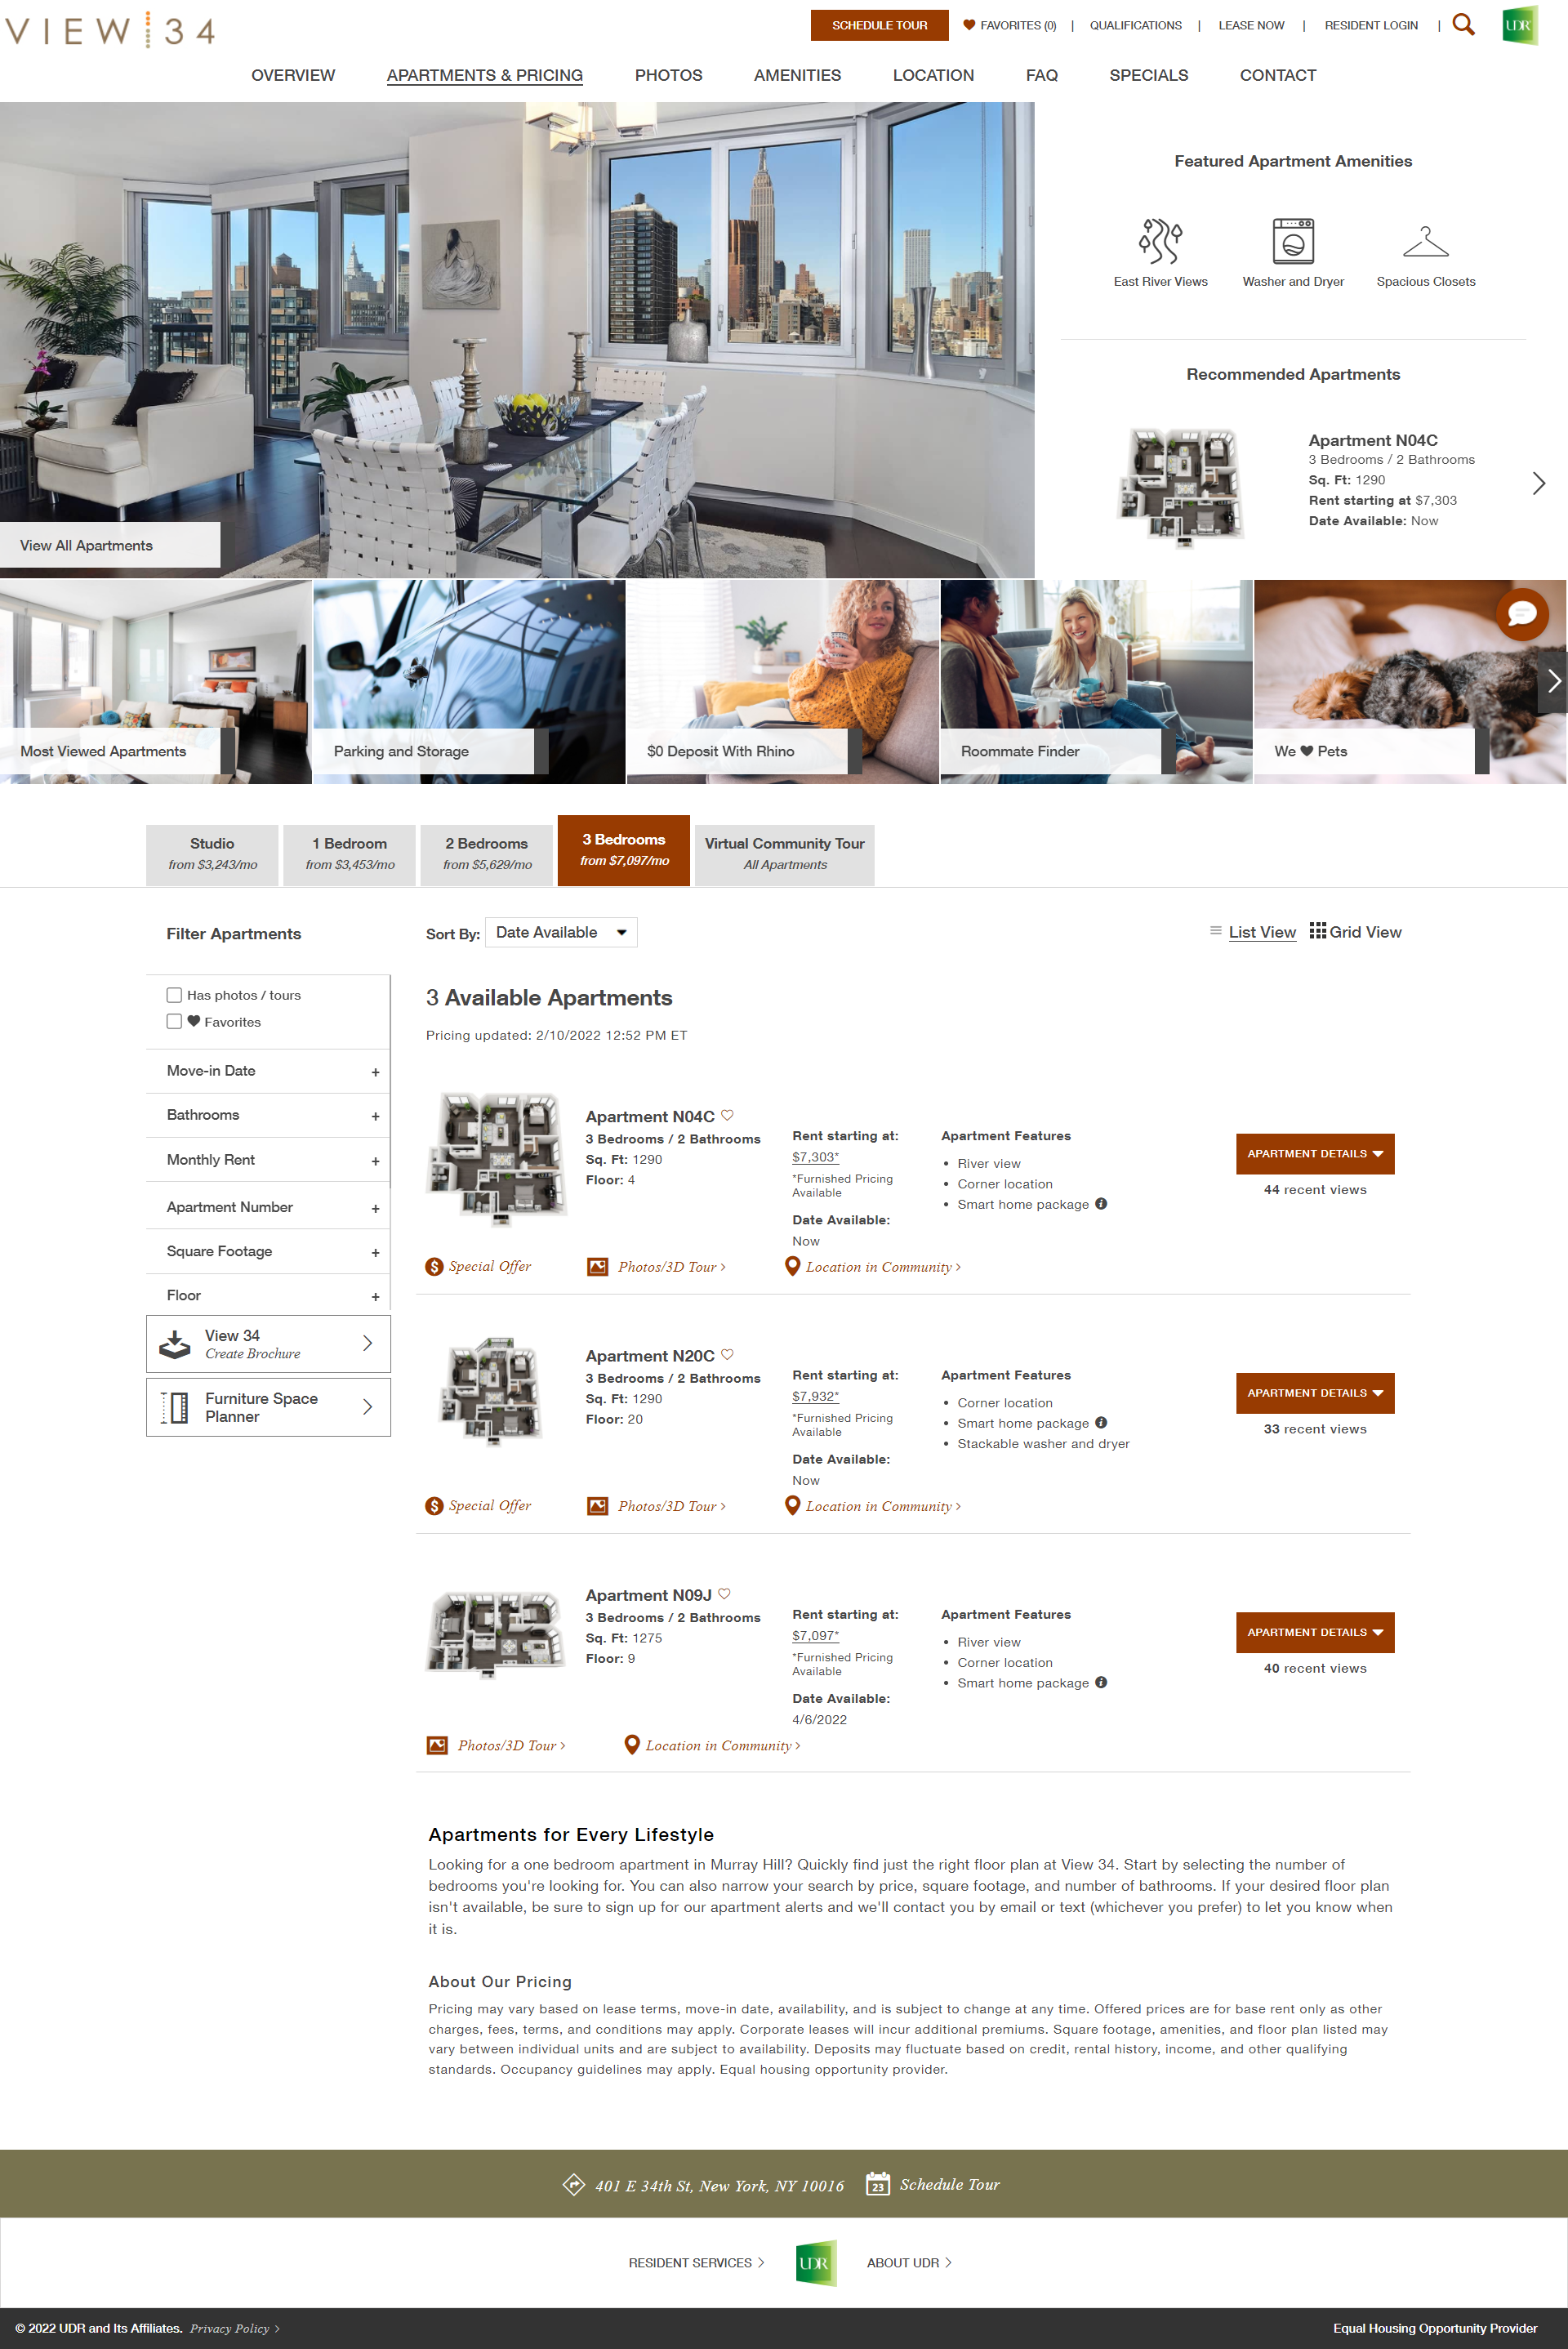 VIEW 34
SCHEDULE TOUR
FAVORITES (0) | QUALIFICATIONS | LEASE NOW | RESIDENT LOGIN |
UDR
OVERVIEW APARTMENTS & PRICING PHOTOS AMENITIES LOCATION FAQ SPECIALS CONTACT
View All Apartments
Featured Apartment Amenities
East River Views Washer and Dryer Spacious Closets
Recommended Apartments
Apartment N04C
3 Bedrooms / 2 Bathrooms
Sq. Ft: 1290
Rent starting at $7,303
Date Available: Now
Most Viewed Apartments
Parking and Storage
$0 Deposit With Rhino
Roommate Finder
We ♥ Pets
Studio
from $3,243/mo
1 Bedroom
from $3,453/mo
2 Bedrooms
from $5,629/mo
3 Bedrooms
from $7,097/mo
Virtual Community Tour
All Apartments
Filter Apartments
Has photos / tours
♥ Favorites
Move-in Date +
Bathrooms +
Monthly Rent +
Apartment Number +
Square Footage +
Floor +
View 34
Create Brochure
Furniture Space
Planner
Sort By: Date Available
List View Grid View
3 Available Apartments
Pricing updated: 2/10/2022 12:52 PM ET
Apartment N04C
3 Bedrooms / 2 Bathrooms
Sq. Ft: 1290
Floor: 4
Rent starting at:
$7,303*
*Furnished Pricing
Available
Date Available:
Now
Apartment Features
• River view
• Corner location
• Smart home package
APARTMENT DETAILS
44 recent views
Special Offer
Photos/3D Tour >
Location in Community >
Apartment N20C
3 Bedrooms / 2 Bathrooms
Sq. Ft: 1290
Floor: 20
Rent starting at:
$7,932*
*Furnished Pricing
Available
Date Available:
Now
Apartment Features
• Corner location
• Smart home package
• Stackable washer and dryer
APARTMENT DETAILS
33 recent views
Special Offer
Photos/3D Tour >
Location in Community >
Apartment N09J
3 Bedrooms / 2 Bathrooms
Sq. Ft: 1275
Floor: 9
Rent starting at:
$7,097*
*Furnished Pricing
Available
Date Available:
4/6/2022
Apartment Features
• River view
• Corner location
• Smart home package
APARTMENT DETAILS
40 recent views
Photos/3D Tour >
Location in Community >
Apartments for Every Lifestyle
Looking for a one bedroom apartment in Murray Hill? Quickly find just the right floor plan at View 34. Start by selecting the number of
bedrooms you're looking for. You can also narrow your search by price, square footage, and number of bathrooms. If your desired floor plan
isn't available, be sure to sign up for our apartment alerts and we'll contact you by email or text (whichever you prefer) to let you know when
it is.
About Our Pricing
Pricing may vary based on lease terms, move-in date, availability, and is subject to change at any time. Offered prices are for base rent only as other
charges, fees, terms, and conditions may apply. Corporate leases will incur additional premiums. Square footage, amenities, and floor plan listed may
vary between individual units and are subject to availability. Deposits may fluctuate based on credit, rental history, income, and other qualifying
standards. Occupancy guidelines may apply. Equal housing opportunity provider.
401 E 34th St, New York, NY 10016
23 Schedule Tour
RESIDENT SERVICES >
UDR
ABOUT UDR >
© 2022 UDR and Its Affiliates. Privacy Policy >
Equal Housing Opportunity Provider